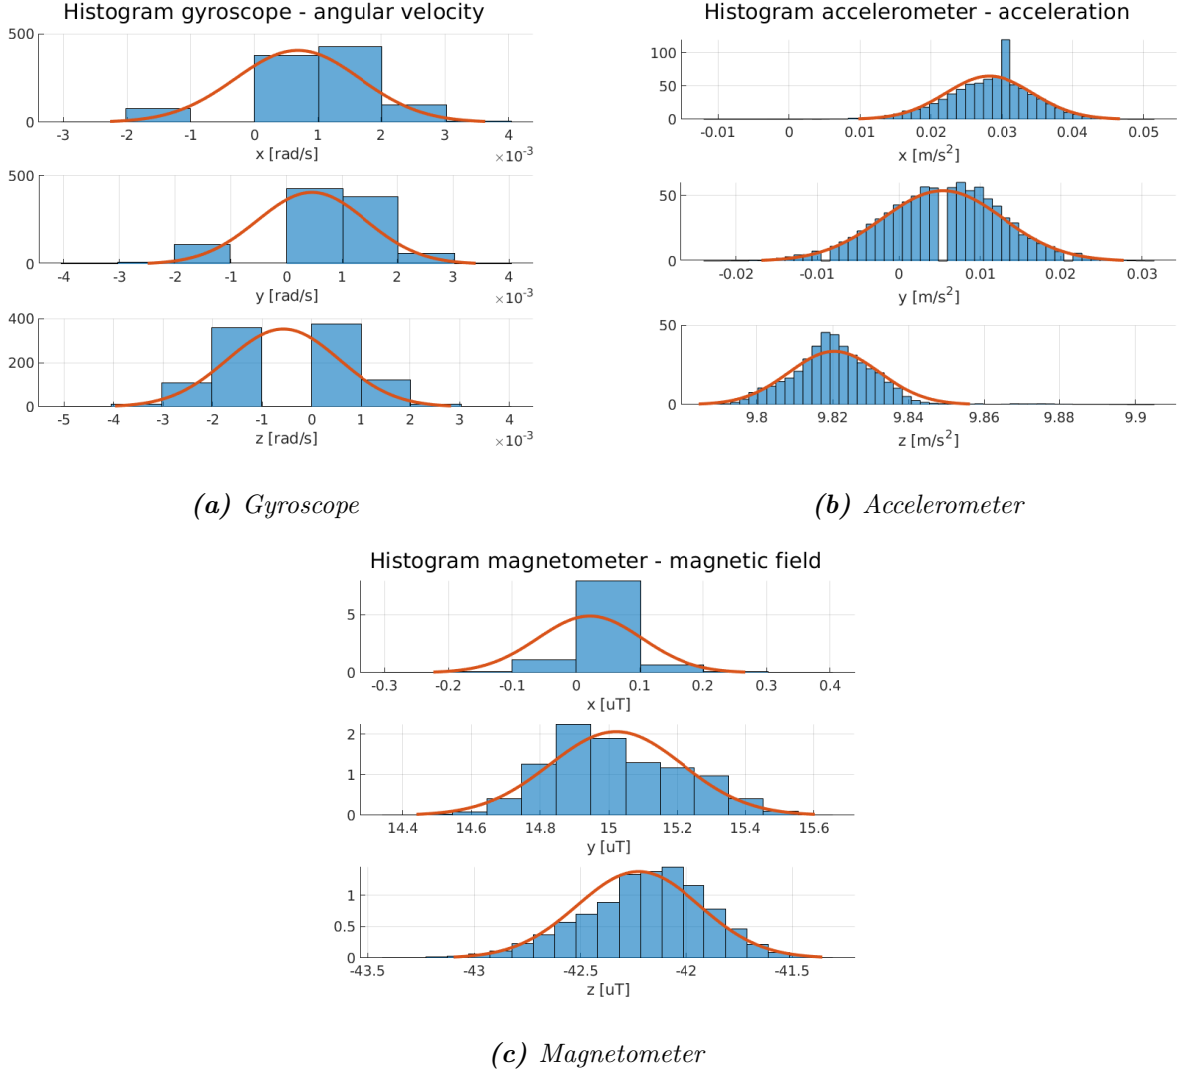 Histogram gyroscope - angular velocity
500
0
-3 -2 -1 0 1 2 3 4
x [rad/s]
×10⁻³
500
0
-4 -3 -2 -1 0 1 2 3 4
y [rad/s]
×10⁻³
400
200
0
-5 -4 -3 -2 -1 0 1 2 3 4
z [rad/s]
×10⁻³
(a) Gyroscope
Histogram accelerometer - acceleration
100
50
0
-0.01 0 0.01 0.02 0.03 0.04 0.05
x [m/s²]
50
0
-0.02 -0.01 0 0.01 0.02 0.03
y [m/s²]
50
0
9.8 9.82 9.84 9.86 9.88 9.9
z [m/s²]
(b) Accelerometer
Histogram magnetometer - magnetic field
5
0
-0.3 -0.2 -0.1 0 0.1 0.2 0.3 0.4
x [uT]
2
1
0
14.4 14.6 14.8 15 15.2 15.4 15.6
y [uT]
1
0.5
0
-43.5 -43 -42.5 -42 -41.5
z [uT]
(c) Magnetometer